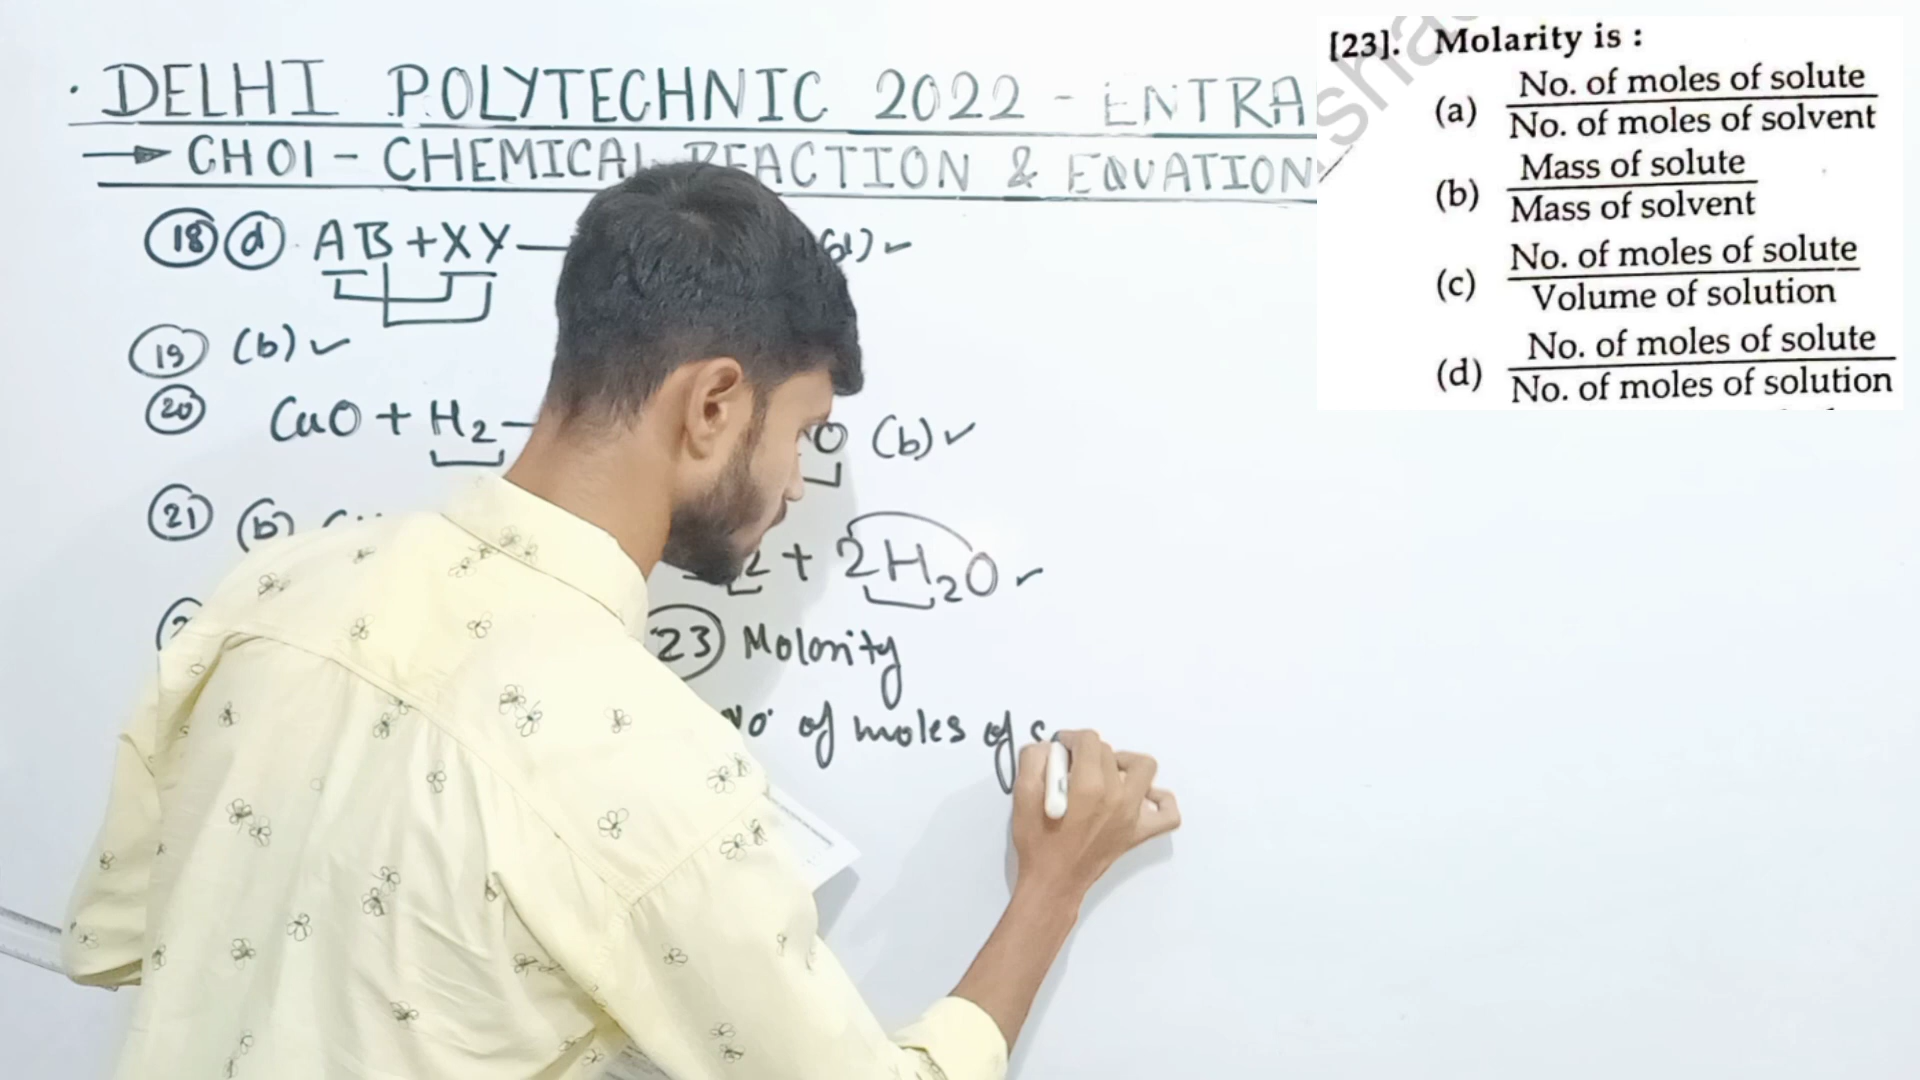 DELHI POLYTECHNIC 2022 - ENTRA
→ CH01 - CHEMICAL REACTION & EQUATION
18 (d) AB + XY — (d) ✓
19 (b) ✓
20 CuO + H2 - O (b) ✓
21 (b)
2 + 2H2O ✓
23 Molarity
No. of moles of s
[23]. Molarity is :
(a) No. of moles of solute
No. of moles of solvent
(b) Mass of solute
Mass of solvent
(c) No. of moles of solute
Volume of solution
(d) No. of moles of solute
No. of moles of solution